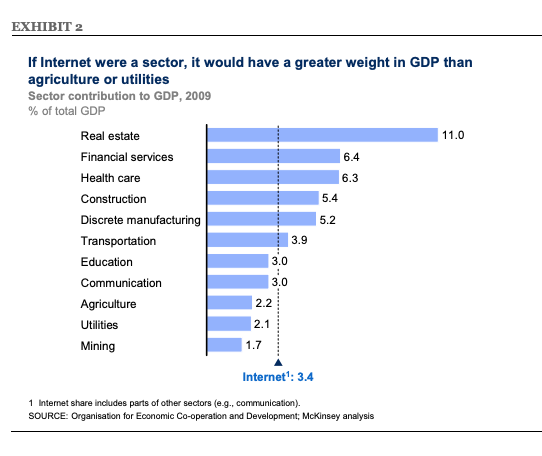 EXHIBIT 2
If Internet were a sector, it would have a greater weight in GDP than
agriculture or utilities
Sector contribution to GDP, 2009
% of total GDP
Real estate 11.0
Financial services 6.4
Health care 6.3
Construction 5.4
Discrete manufacturing 5.2
Transportation 3.9
Education 3.0
Communication 3.0
Agriculture 2.2
Utilities 2.1
Mining 1.7
Internet¹: 3.4
1 Internet share includes parts of other sectors (e.g., communication).
SOURCE: Organisation for Economic Co-operation and Development; McKinsey analysis